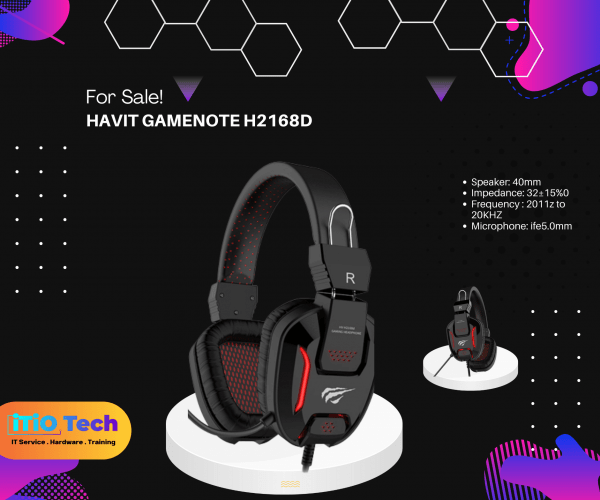 For Sale!
HAVIT GAMENOTE H2168D
Speaker: 40mm
Impedance: 32±15%0
Frequency : 2011z to
20KHZ
Microphone: ife5.0mm
R
iTiO Tech
IT Service . Hardware . Training